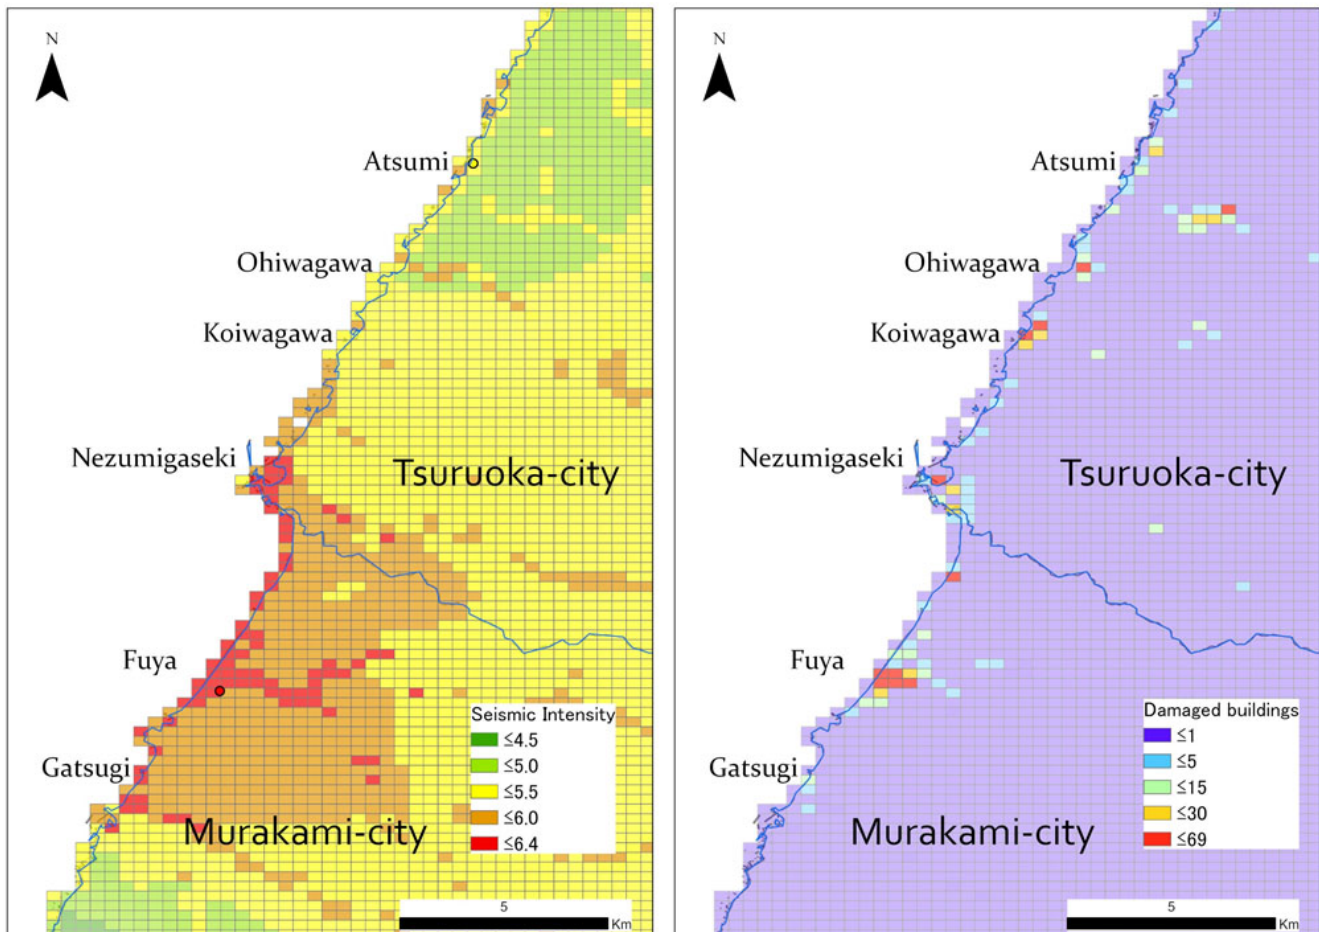 N
Atsumi
Ohiwagawa
Koiwagawa
Nezumigaseki
Tsuruoka-city
Fuya
Seismic Intensity
≤4.5
≤5.0
≤5.5
≤6.0
≤6.4
Gatsugi
Murakami-city
5
Km
N
Atsumi
Ohiwagawa
Koiwagawa
Nezumigaseki
Tsuruoka-city
Fuya
Damaged buildings
≤1
≤5
≤15
≤30
≤69
Gatsugi
Murakami-city
5
Km